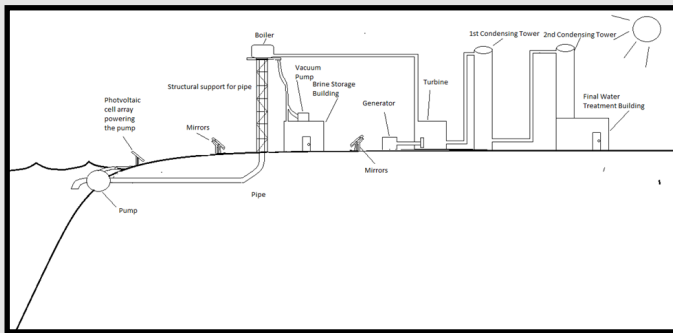 1st Condensing Tower
2nd Condensing Tower
Boiler
Vacuum
Pump
Brine Storage
Building
Structural support for pipe
Turbine
Generator
Photovoltaic
cell array
powering
the pump
Mirrors
Final Water
Treatment Building
Mirrors
Pipe
Pump